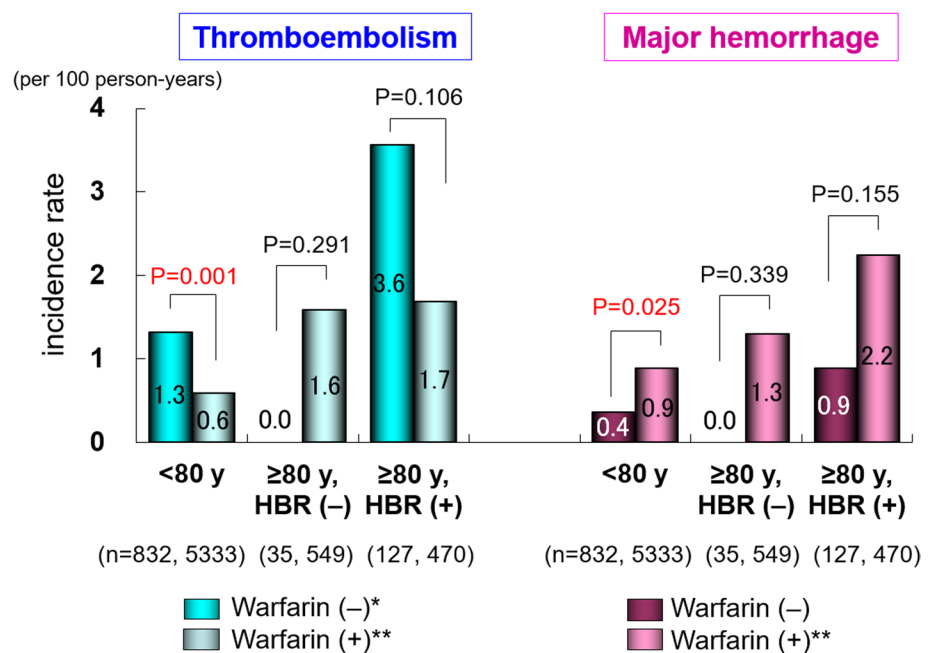 Thromboembolism
Major hemorrhage
(per 100 person-years)
incidence rate
4
3
2
1
0
P=0.001
P=0.291
P=0.106
1.3
0.6
0.0
1.6
3.6
1.7
<80 y
≥80 y,
HBR (–)
≥80 y,
HBR (+)
(n=832, 5333)
(35, 549)
(127, 470)
Warfarin (–)*
Warfarin (+)**
P=0.025
P=0.339
P=0.155
0.4
0.9
0.0
1.3
0.9
2.2
<80 y
≥80 y,
HBR (–)
≥80 y,
HBR (+)
(n=832, 5333)
(35, 549)
(127, 470)
Warfarin (–)
Warfarin (+)**